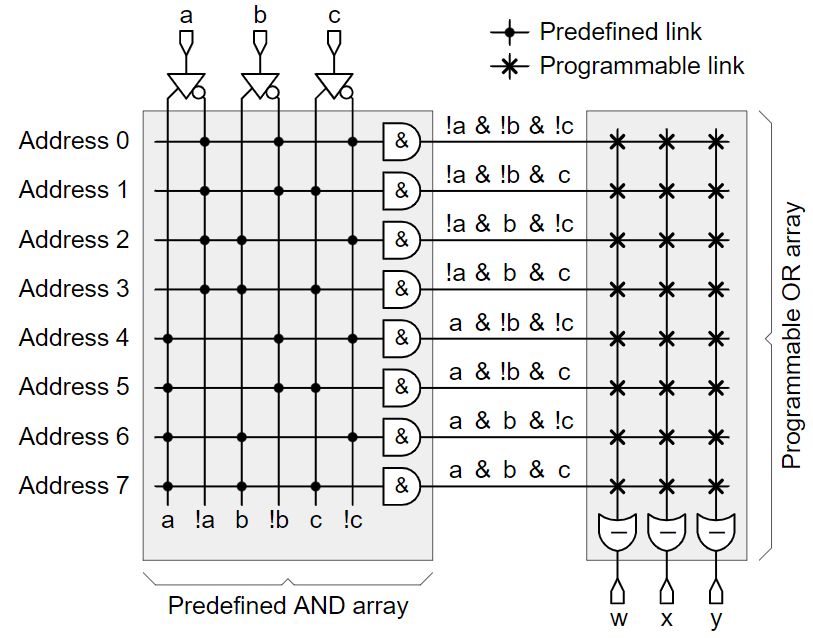 a b c
Predefined link
Programmable link
Address 0 & !a & !b & !c
Address 1 & !a & !b & c
Address 2 & !a & b & !c
Address 3 & !a & b & c
Address 4 & a & !b & !c
Address 5 & a & !b & c
Address 6 & a & b & !c
Address 7 & a & b & c
a !a b !b c !c
Predefined AND array
Programmable OR array
w x y